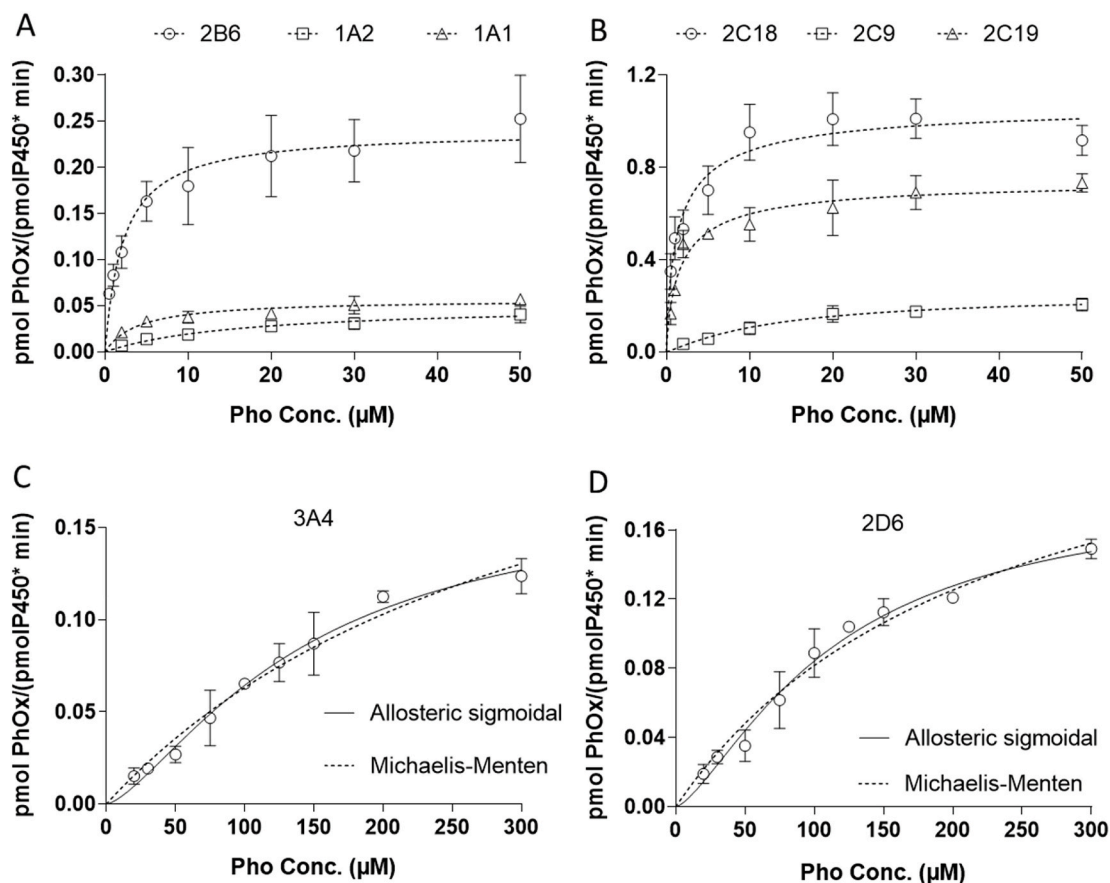 A
2B6 1A2 1A1
pmol PhOx/(pmolP450* min)
0.30
0.25
0.20
0.15
0.10
0.05
0.00
0 10 20 30 40 50
Pho Conc. (µM)
B
2C18 2C9 2C19
pmol PhOx/(pmolP450* min)
1.2
0.8
0.4
0.0
0 10 20 30 40 50
Pho Conc. (µM)
C
3A4
pmol PhOx/(pmolP450* min)
0.15
0.10
0.05
0.00
Allosteric sigmoidal
Michaelis-Menten
0 50 100 150 200 250 300
Pho Conc. (µM)
D
2D6
pmol PhOx/(pmolP450* min)
0.16
0.12
0.08
0.04
0.00
Allosteric sigmoidal
Michaelis-Menten
0 50 100 150 200 250 300
Pho Conc. (µM)